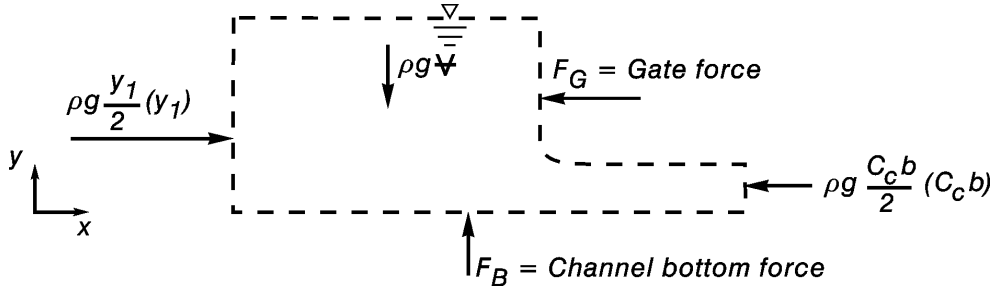 ρg V
F_G = Gate force
ρg y_1/2 (y_1)
y
x
ρg C_c b/2 (C_c b)
F_B = Channel bottom force